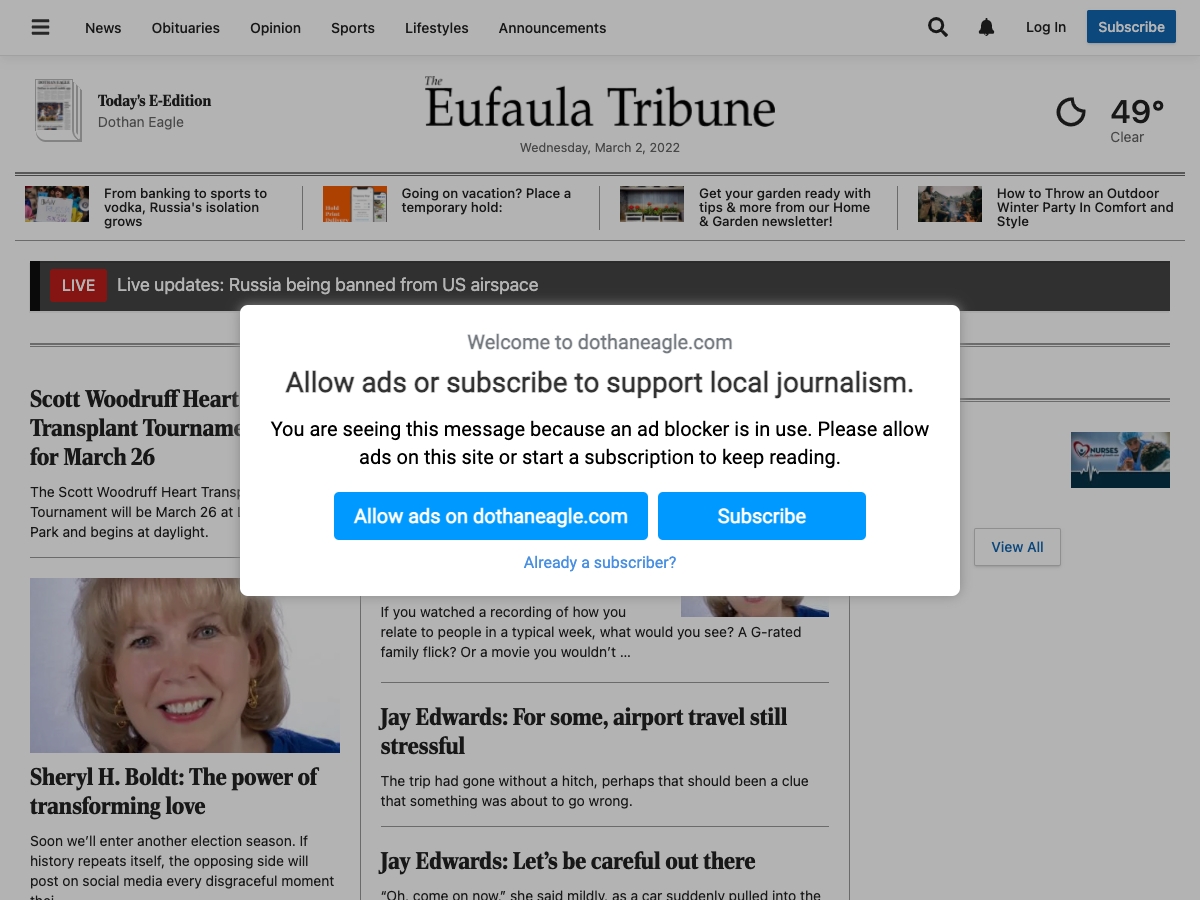 News
Obituaries
Opinion
Sports
Lifestyles
Announcements
Log In
Subscribe
Today's E-Edition
Dothan Eagle
The
Eufaula Tribune
Wednesday, March 2, 2022
49°
Clear
From banking to sports to
vodka, Russia's isolation
grows
Going on vacation? Place a
temporary hold:
Get your garden ready with
tips & more from our Home
& Garden newsletter!
How to Throw an Outdoor
Winter Party In Comfort and
Style
LIVE
Live updates: Russia being banned from US airspace
Welcome to dothaneagle.com
Allow ads or subscribe to support local journalism.
You are seeing this message because an ad blocker is in use. Please allow
ads on this site or start a subscription to keep reading.
Allow ads on dothaneagle.com
Subscribe
Already a subscriber?
Scott Woodruff Heart
Transplant
for March 26
The Scott Woodruff Heart
Tournament will be March 26 at
Park and begins at daylight.
Sheryl H. Boldt: The power of
transforming love
Soon we’ll enter another election season. If
history repeats itself, the opposing side will
post on social media every disgraceful moment
If you watched a recording of how you
relate to people in a typical week, what would you see? A G-rated
family flick? Or a movie you wouldn’t ...
Jay Edwards: For some, airport travel still
stressful
The trip had gone without a hitch, perhaps that should been a clue
that something was about to go wrong.
Jay Edwards: Let’s be careful out there
“Oh, come on now,” she said mildly, as a car suddenly pulled into the
NURSES
View All